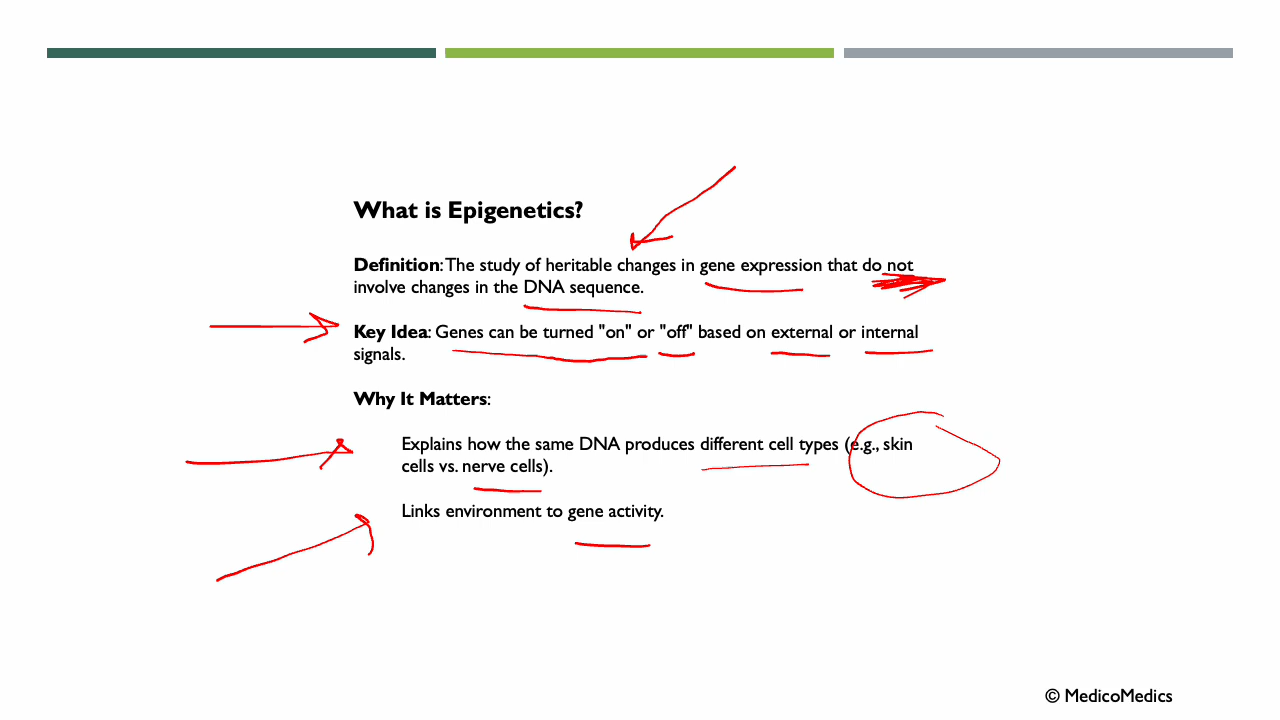 What is Epigenetics?
Definition: The study of heritable changes in gene expression that do not
involve changes in the DNA sequence.
Key Idea: Genes can be turned "on" or "off" based on external or internal
signals.
Why It Matters:
Explains how the same DNA produces different cell types (e.g., skin
cells vs. nerve cells).
Links environment to gene activity.
© MedicoMedics